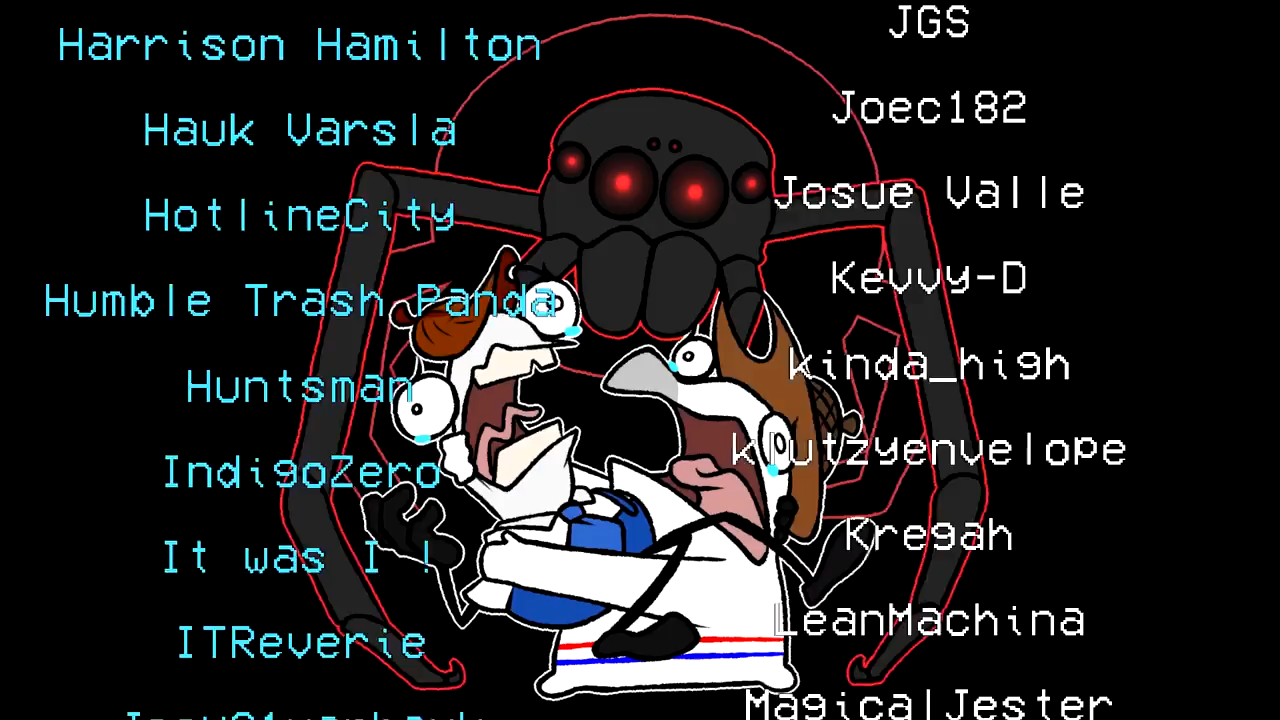 Harrison Hamilton
Hauk Varsla
HotlineCity
Humble Trash Panda
Huntsman
IndigoZero
It was I !
ITReverie
JGS
Joec182
Josue Valle
Kevvy-D
kinda_high
klutzyenvelope
Kregah
LeanMachina
MagicalJester